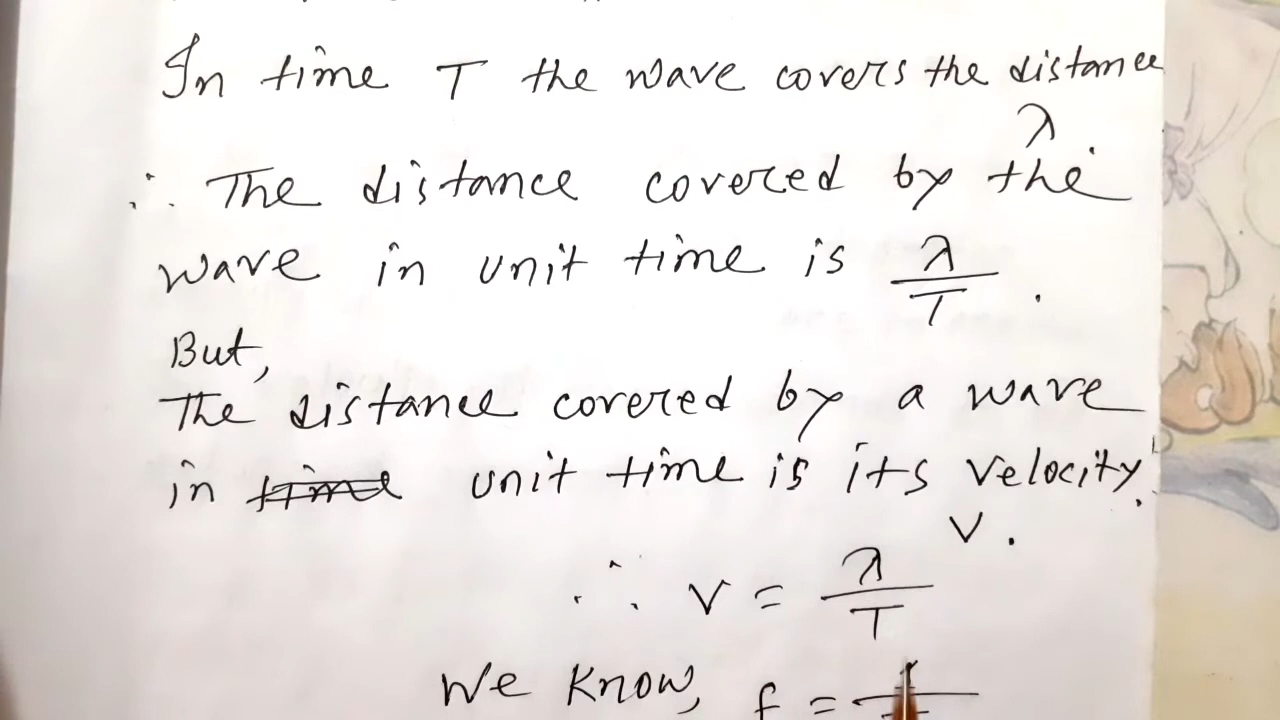 In time T the wave covers the distance
λ
∴ The distance covered by the
wave in unit time is λ/T .
But,
The distance covered by a wave
in time unit time is its velocity
V .
∴ V = λ/T
We know, f =